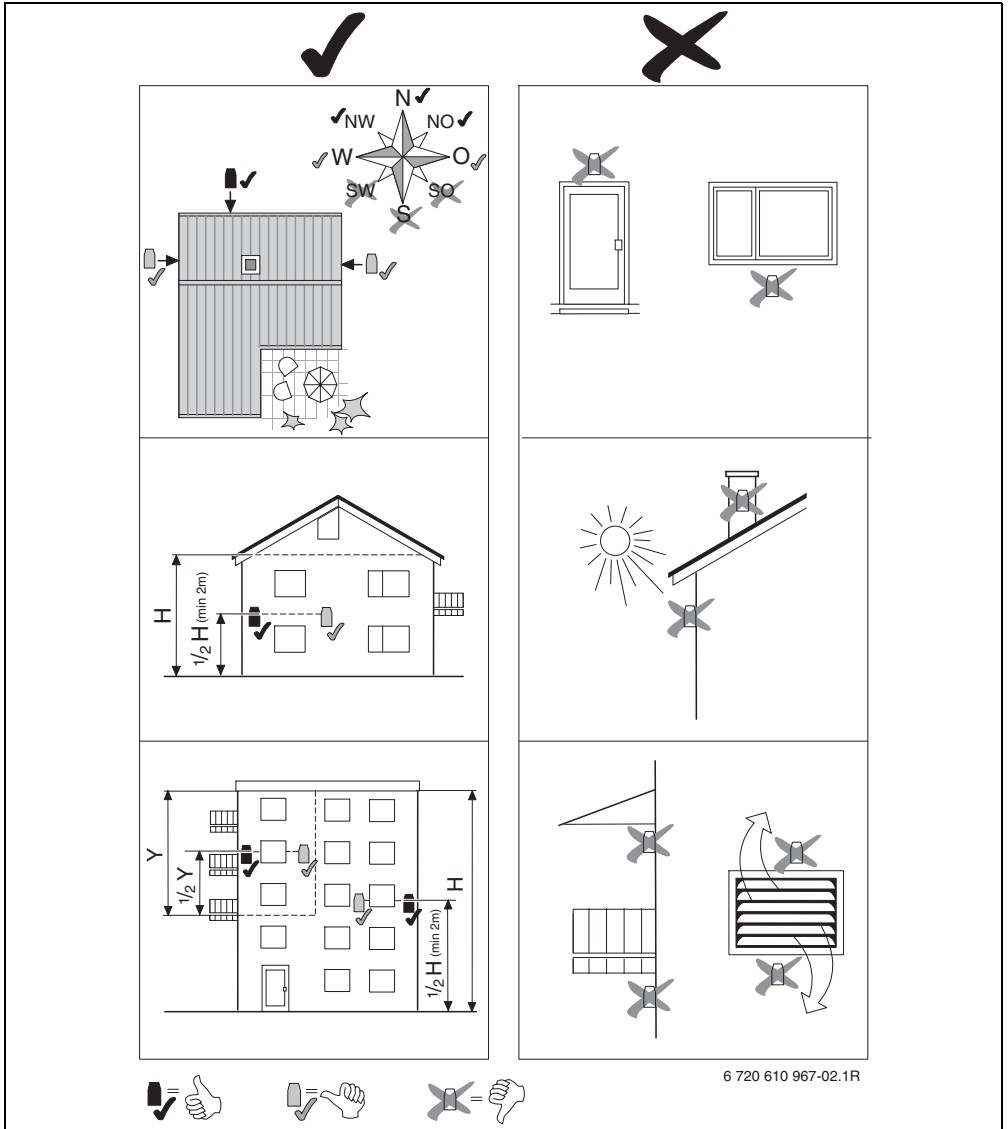 N
NW
NO
W
O
SW
SO
S
H
1/2 H (min 2m)
Y
1/2 Y
H
1/2 H (min 2m)
6 720 610 967-02.1R
=
=
=